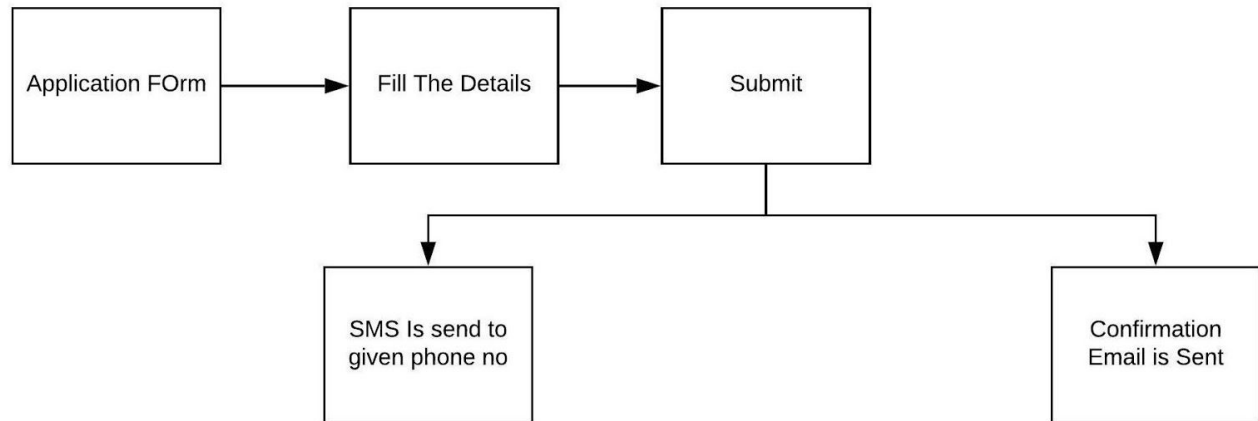 Application FOrm
Fill The Details
Submit
SMS Is send to
given phone no
Confirmation
Email is Sent